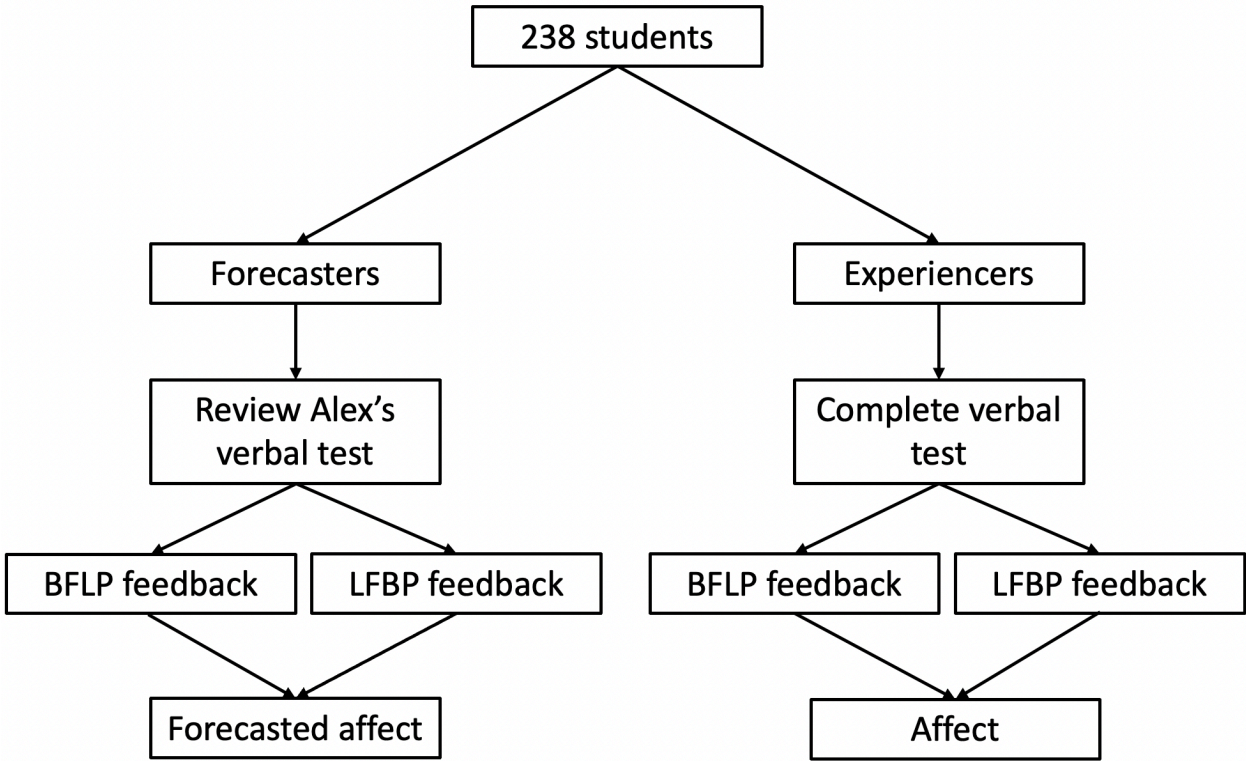 238 students
Forecasters
Experiencers
Review Alex’s
verbal test
Complete verbal
test
BFLP feedback
LFBP feedback
BFLP feedback
LFBP feedback
Forecasted affect
Affect